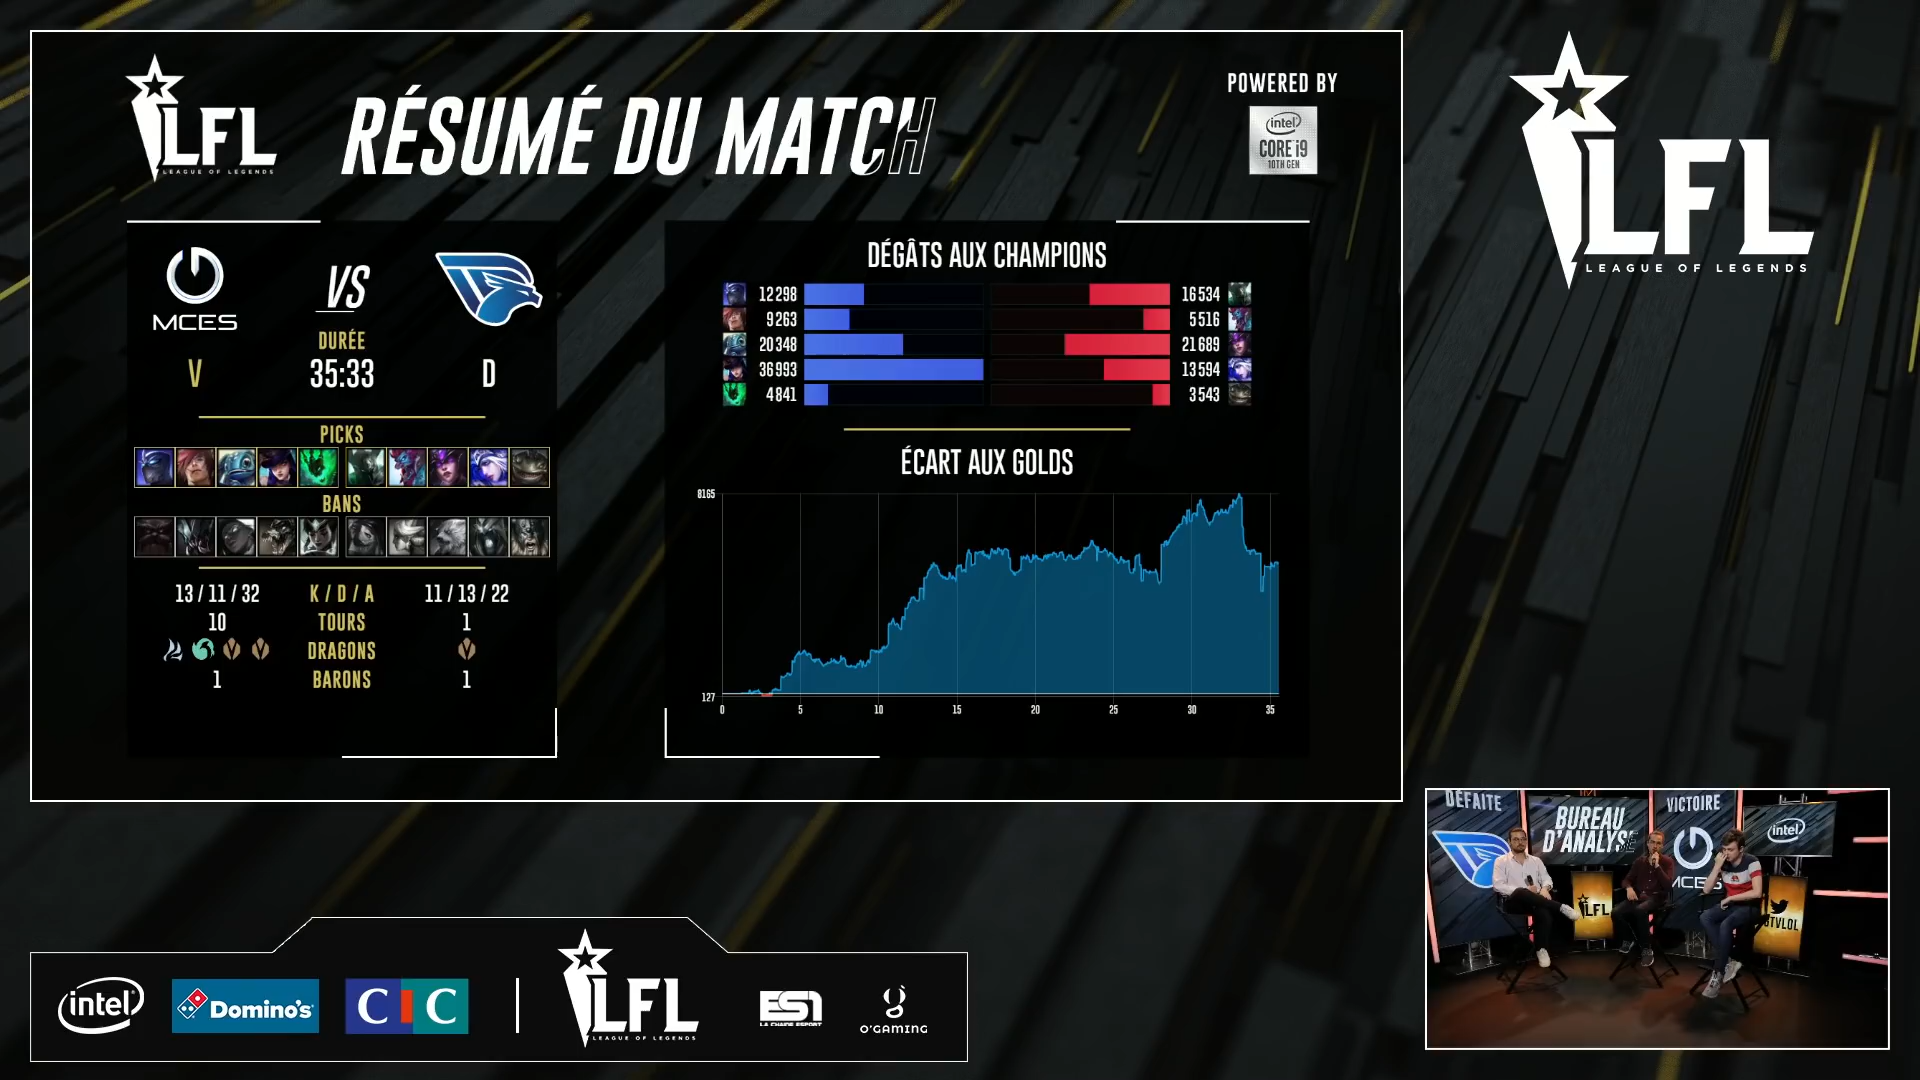 LFL
LEAGUE OF LEGENDS
RÉSUMÉ DU MATCH
POWERED BY
intel
CORE i9
10TH GEN
LFL
LEAGUE OF LEGENDS
MCES
VS
DURÉE
V
35:33
D
PICKS
BANS
13 / 11 / 32 K / D / A 11 / 13 / 22
10 TOURS 1
DRAGONS
1 BARONS 1
DÉGÂTS AUX CHAMPIONS
12298 16534
9263 5516
20348 21689
36993 13594
4841 3543
ÉCART AUX GOLDS
8165
127
0 5 10 15 20 25 30 35
DÉFAITE
BUREAU
D'ANALYSE
VICTOIRE
intel
MCES
LFL
OTVLOL
intel
Domino's
CIC
LFL
LEAGUE OF LEGENDS
ES1
LA CHAINE ESPORT
g
O'GAMING